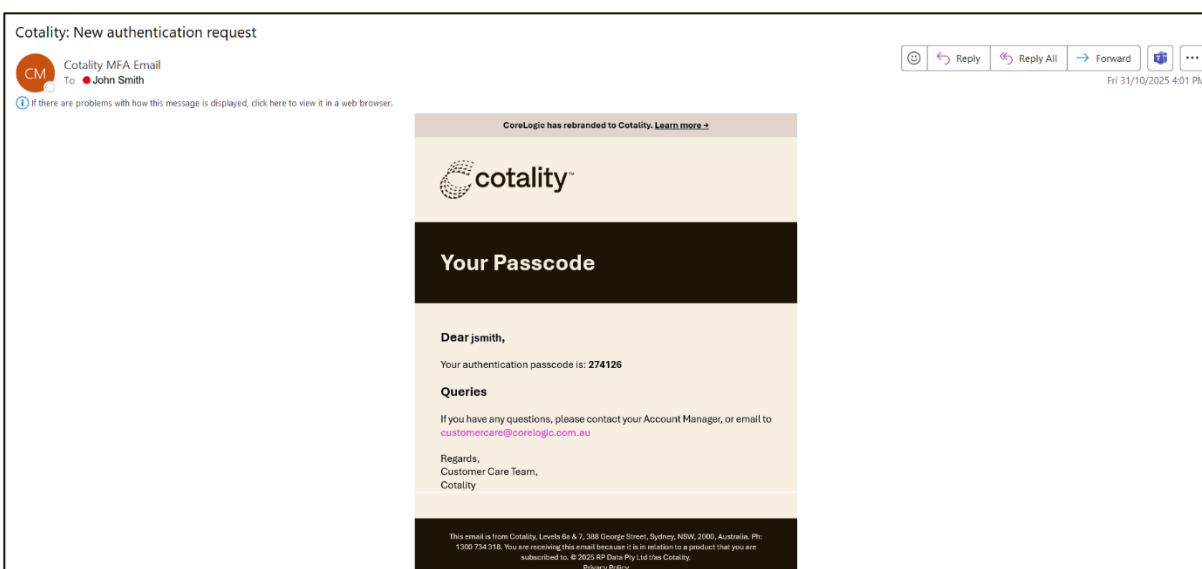 Cotality: New authentication request
CM
Cotality MFA Email
To John Smith
Reply
Reply All
Forward
Fri 31/10/2025 4:01 PM
If there are problems with how this message is displayed, click here to view it in a web browser.
CoreLogic has rebranded to Cotality. Learn more →
cotality™
Your Passcode
Dear jsmith,
Your authentication passcode is: 274126
Queries
If you have any questions, please contact your Account Manager, or email to
customercare@corelogic.com.au
Regards,
Customer Care Team,
Cotality
This email is from Cotality, Levels 6a & 7, 388 George Street, Sydney, NSW, 2000, Australia. Ph:
1300 734 318. You are receiving this email because it is in relation to a product that you are
subscribed to. © 2025 RP Data Pty Ltd t/as Cotality.
Privacy Policy